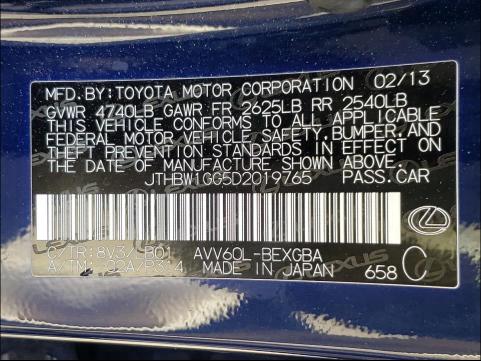 MFD. BY: TOYOTA MOTOR CORPORATION 02/13
GVWR 4740LB GAWR FR 2625LB RR 2540LB
THIS VEHICLE CONFORMS TO ALL APPLICABLE
FEDERAL MOTOR VEHICLE SAFETY, BUMPER, AND
THEFT PREVENTION STANDARDS IN EFFECT ON
THE DATE OF MANUFACTURE SHOWN ABOVE.
JTHBW1GG5D2019765 PASS.CAR
C/TR: 8V3/LB01 AVV60L-BEXGBA
A/TM: -02A/P314 MADE IN JAPAN 658 C